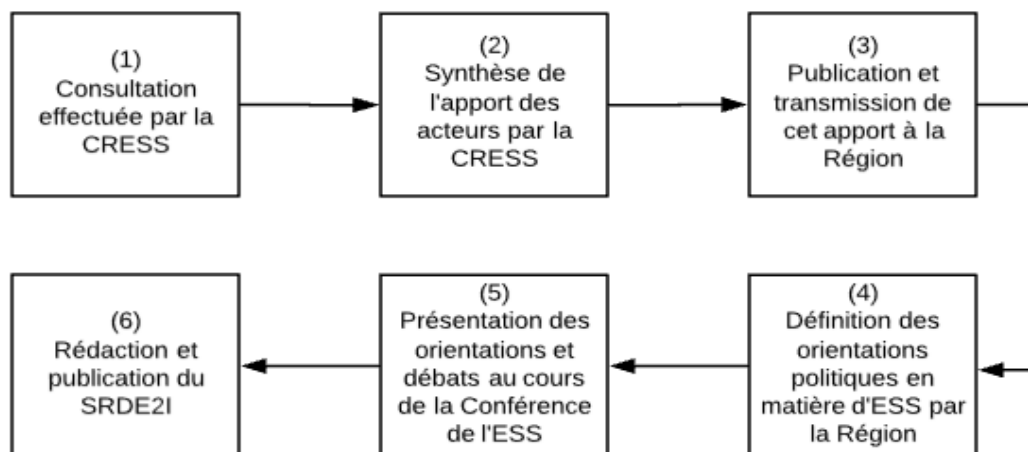 (1)
Consultation
effectuée par la
CRESS
(2)
Synthèse de
l'apport des
acteurs par la
CRESS
(3)
Publication et
transmission de
cet apport à la
Région
(4)
Définition des
orientations
politiques en
matière d'ESS par
la Région
(5)
Présentation des
orientations et
débats au cours
de la Conférence
de l'ESS
(6)
Rédaction et
publication du
SRDE2I